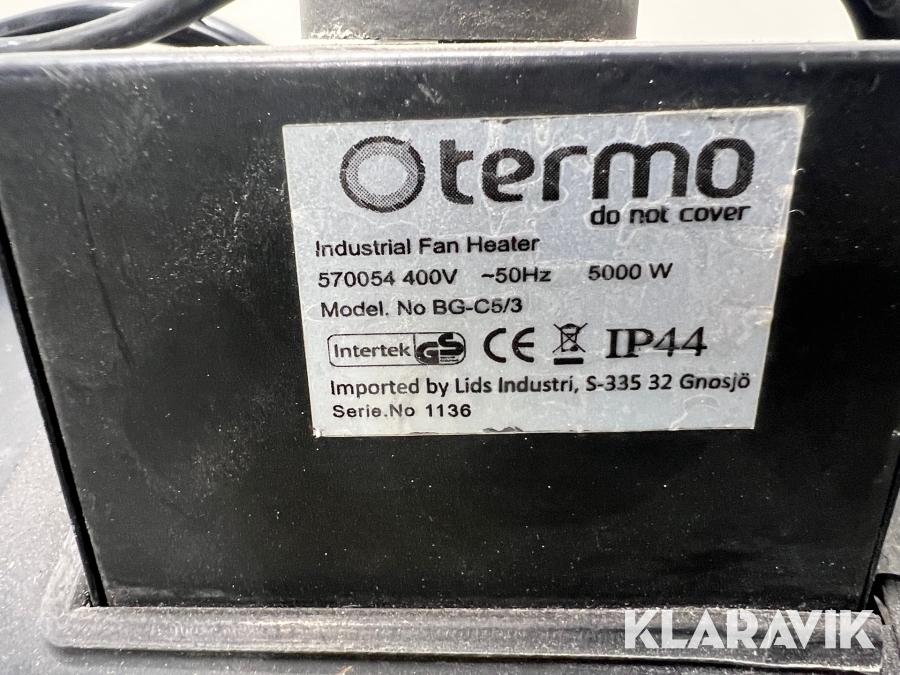 termo
do not cover
Industrial Fan Heater
570054 400V ~50Hz 5000 W
Model. No BG-C5/3
Intertek GS CE IP44
Imported by Lids Industri, S-335 32 Gnosjö
Serie.No 1136
KLARAVIK